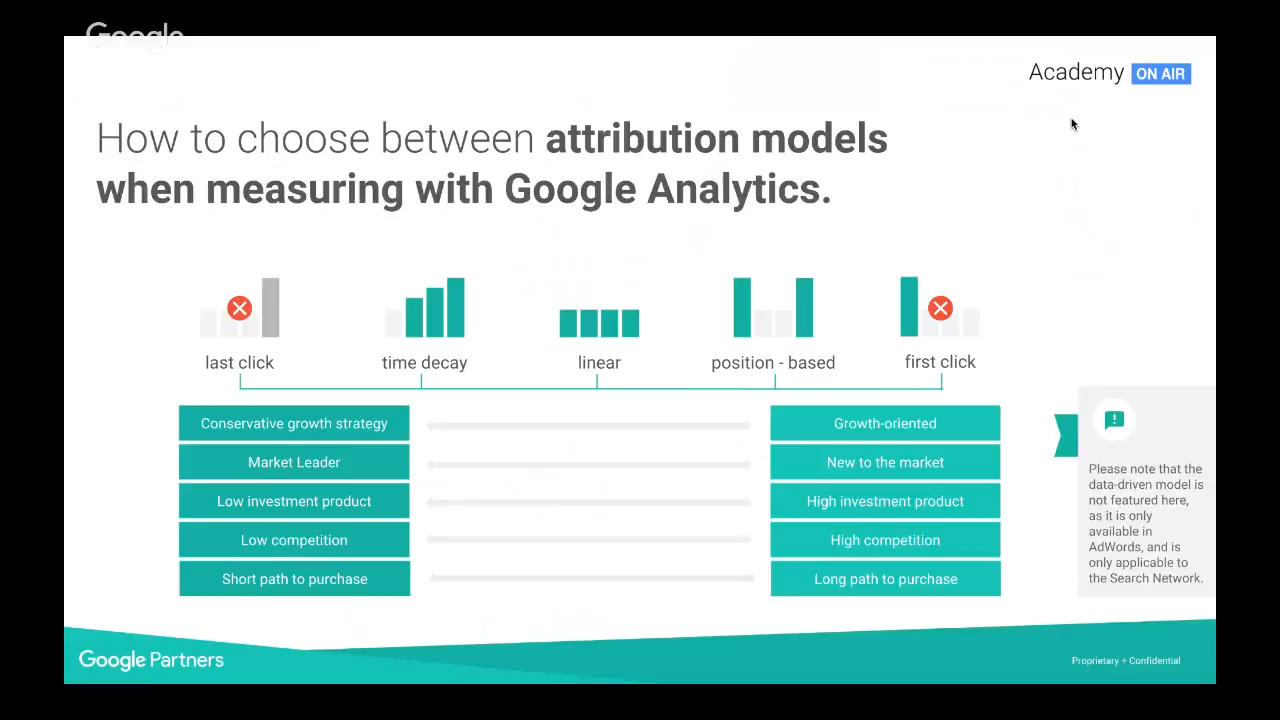 Google
Academy ON AIR
How to choose between attribution models
when measuring with Google Analytics.
last click
time decay
linear
position - based
first click
Conservative growth strategy
Growth-oriented
Market Leader
New to the market
Low investment product
High investment product
Low competition
High competition
Short path to purchase
Long path to purchase
Please note that the
data-driven model is
not featured here,
as it is only
available in
AdWords, and is
only applicable to
the Search Network.
Google Partners
Proprietary + Confidential